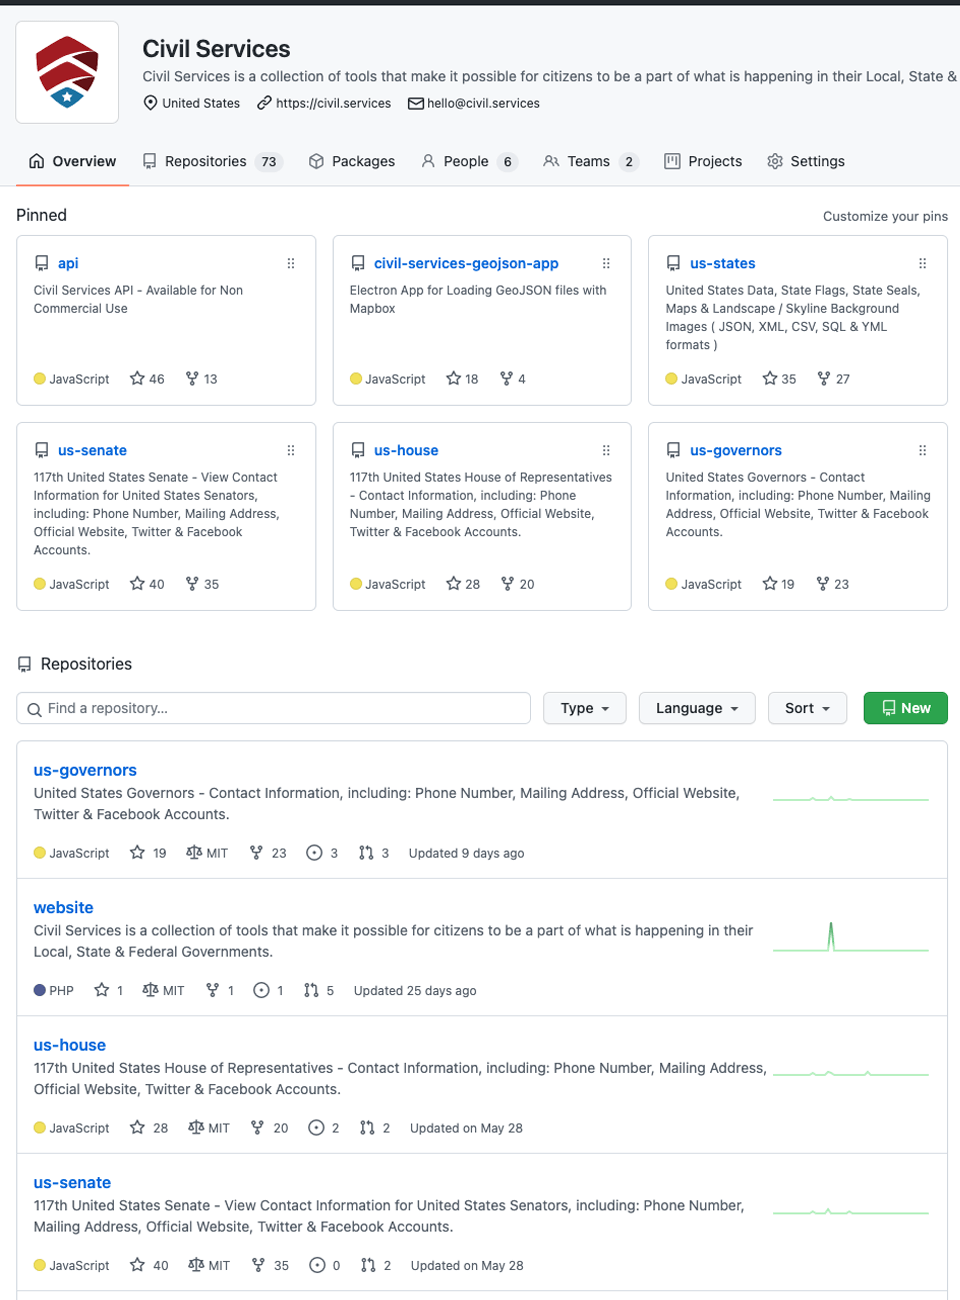 Civil Services
Civil Services is a collection of tools that make it possible for citizens to be a part of what is happening in their Local, State &
United States https://civil.services hello@civil.services
Overview Repositories 73 Packages People 6 Teams 2 Projects Settings
Pinned Customize your pins
api
Civil Services API - Available for Non
Commercial Use
JavaScript 46 13
civil-services-geojson-app
Electron App for Loading GeoJSON files with
Mapbox
JavaScript 18 4
us-states
United States Data, State Flags, State Seals,
Maps & Landscape / Skyline Background
Images ( JSON, XML, CSV, SQL & YML
formats )
JavaScript 35 27
us-senate
117th United States Senate - View Contact
Information for United States Senators,
including: Phone Number, Mailing Address,
Official Website, Twitter & Facebook
Accounts.
JavaScript 40 35
us-house
117th United States House of Representatives
- Contact Information, including: Phone
Number, Mailing Address, Official Website,
Twitter & Facebook Accounts.
JavaScript 28 20
us-governors
United States Governors - Contact
Information, including: Phone Number, Mailing
Address, Official Website, Twitter & Facebook
Accounts.
JavaScript 19 23
Repositories
Find a repository... Type Language Sort New
us-governors
United States Governors - Contact Information, including: Phone Number, Mailing Address, Official Website,
Twitter & Facebook Accounts.
JavaScript 19 MIT 23 3 3 Updated 9 days ago
website
Civil Services is a collection of tools that make it possible for citizens to be a part of what is happening in their
Local, State & Federal Governments.
PHP 1 MIT 1 1 5 Updated 25 days ago
us-house
117th United States House of Representatives - Contact Information, including: Phone Number, Mailing Address,
Official Website, Twitter & Facebook Accounts.
JavaScript 28 MIT 20 2 2 Updated on May 28
us-senate
117th United States Senate - View Contact Information for United States Senators, including: Phone Number,
Mailing Address, Official Website, Twitter & Facebook Accounts.
JavaScript 40 MIT 35 0 2 Updated on May 28